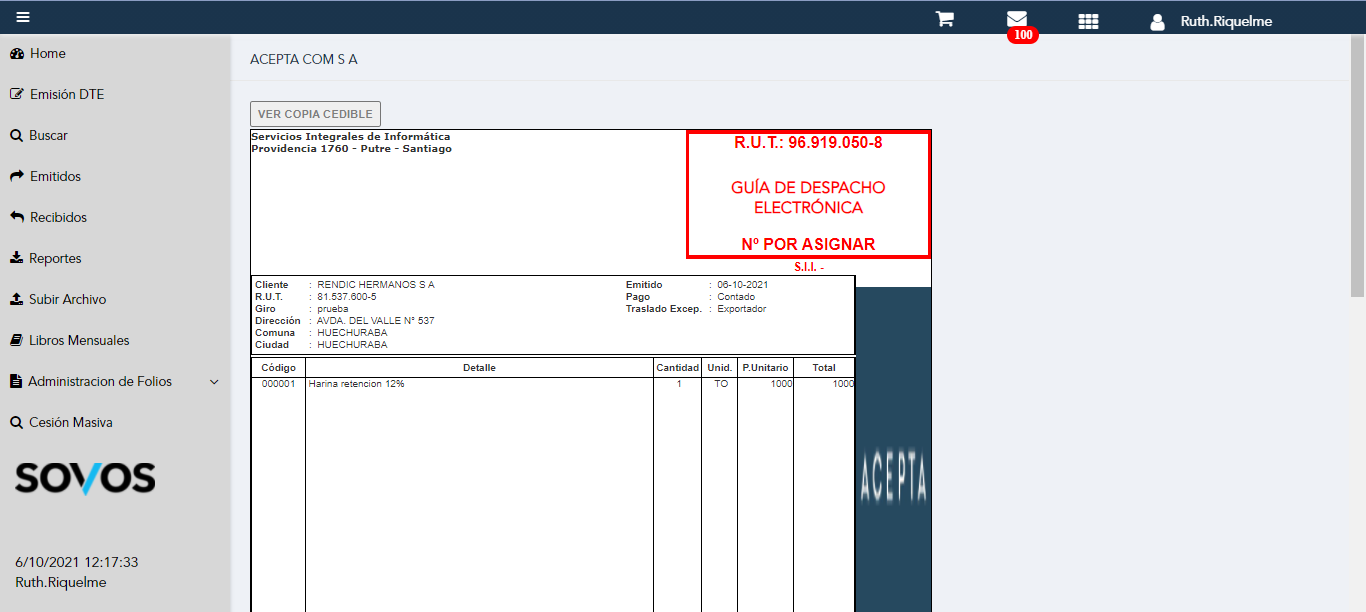 100
Ruth.Riquelme
Home
Emisión DTE
Buscar
Emitidos
Recibidos
Reportes
Subir Archivo
Libros Mensuales
Administracion de Folios
Cesión Masiva
SOVOS
6/10/2021 12:17:33
Ruth.Riquelme
ACEPTA COM S A
VER COPIA CEDIBLE
Servicios Integrales de Informática
Providencia 1760 - Putre - Santiago
R.U.T.: 96.919.050-8
GUÍA DE DESPACHO
ELECTRÓNICA
Nº POR ASIGNAR
S.I.I. -
Cliente : RENDIC HERMANOS S A
R.U.T. : 81.537.600-5
Giro : prueba
Dirección : AVDA. DEL VALLE N° 537
Comuna : HUECHURABA
Ciudad : HUECHURABA
Emitido : 06-10-2021
Pago : Contado
Traslado Excep. : Exportador
Código Detalle Cantidad Unid. P.Unitario Total
000001 Harina retencion 12% 1 TO 1000 1000
ACEPTA